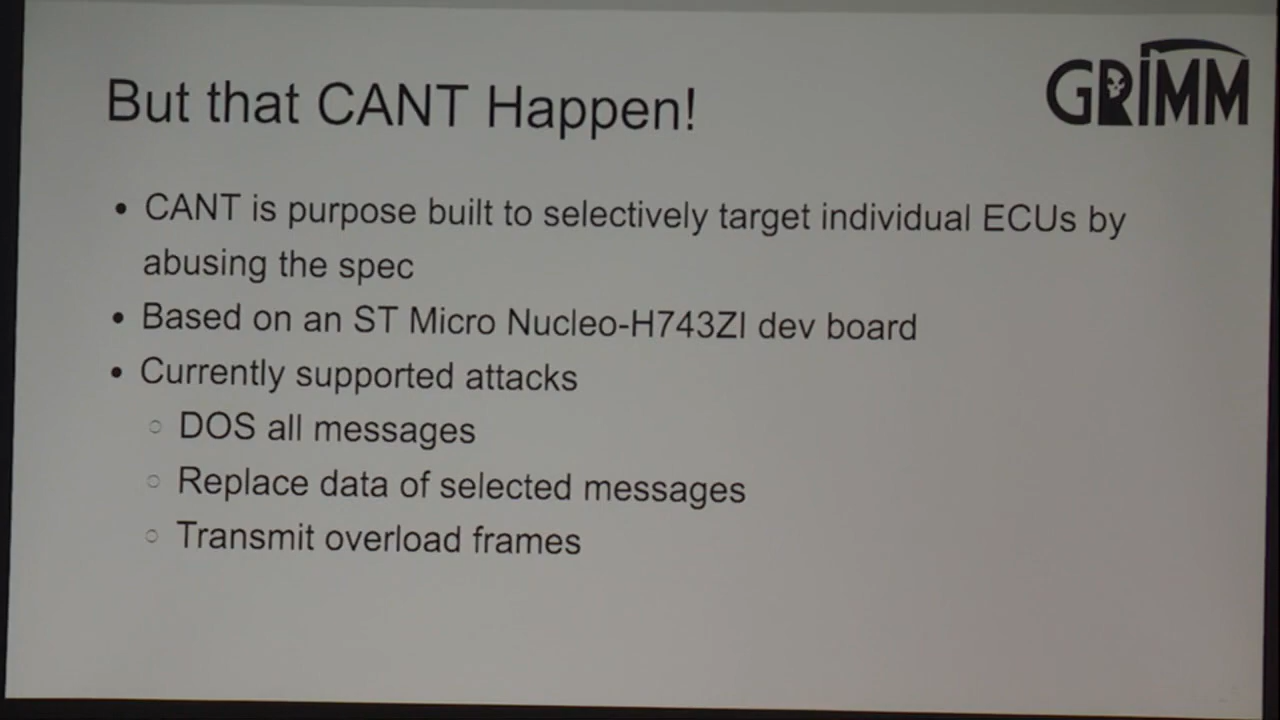 GRIMM
But that CANT Happen!
• CANT is purpose built to selectively target individual ECUs by
abusing the spec
• Based on an ST Micro Nucleo-H743ZI dev board
• Currently supported attacks
○ DOS all messages
○ Replace data of selected messages
○ Transmit overload frames